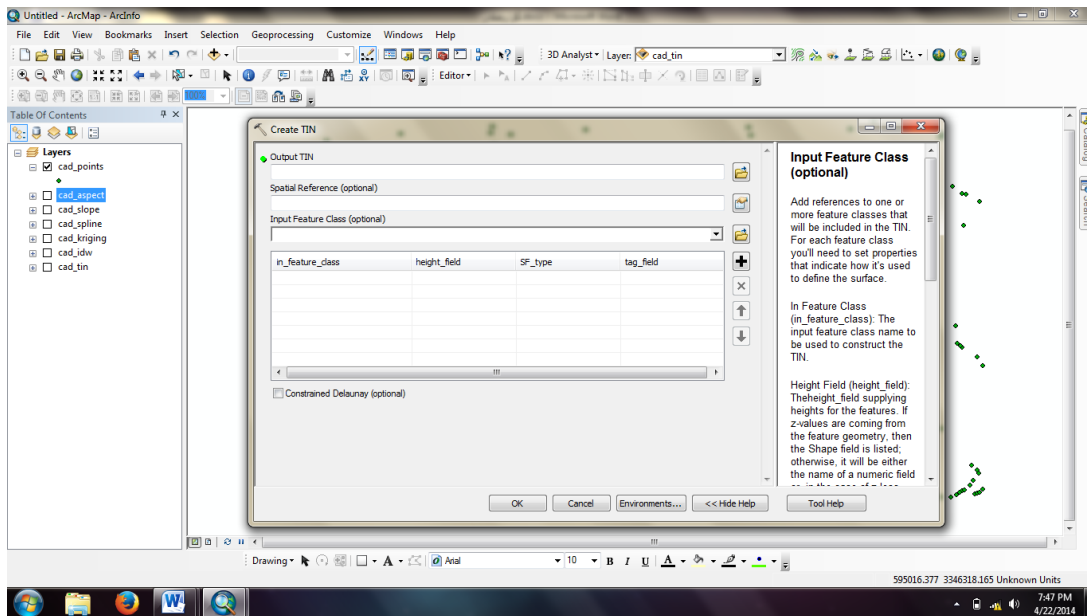 Untitled - ArcMap - ArcInfo
File Edit View Bookmarks Insert Selection Geoprocessing Customize Windows Help
3D Analyst Layer: cad_tin
Editor
100%
Table Of Contents
Layers
cad_points
cad_aspect
cad_slope
cad_spline
cad_kriging
cad_idw
cad_tin
Create TIN
Output TIN
Spatial Reference (optional)
Input Feature Class (optional)
in_feature_class height_field SF_type tag_field
Constrained Delaunay (optional)
OK Cancel Environments... << Hide Help Tool Help
Input Feature Class
(optional)
Add references to one or
more feature classes that
will be included in the TIN.
For each feature class
you'll need to set properties
that indicate how it's used
to define the surface.
In Feature Class
(in_feature_class): The
input feature class name to
be used to construct the
TIN.
Height Field (height_field):
Theheight_field supplying
heights for the features. If
z-values are coming from
the feature geometry, then
the Shape field is listed;
otherwise, it will be either
the name of a numeric field
Drawing A Arial 10 B I U A
595016.377 3346318.165 Unknown Units
W
7:47 PM
4/22/2014